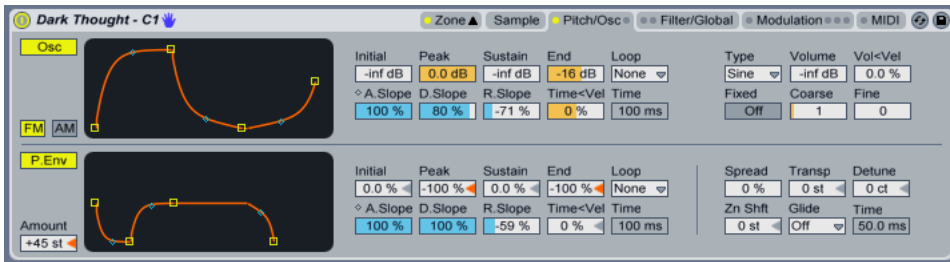 Dark Thought - C1 Zone Sample Pitch/Osc Filter/Global Modulation MIDI
Osc
Initial Peak Sustain End Loop Type Volume Vol<Vel
-inf dB 0.0 dB -inf dB -16 dB None Sine -inf dB 0.0 %
A.Slope D.Slope R.Slope Time<Vel Time Fixed Coarse Fine
100 % 80 % -71 % 0 % 100 ms Off 1 0
FM AM
P.Env
Initial Peak Sustain End Loop Spread Transp Detune
0.0 % -100 % 0.0 % -100 % None 0 % 0 st 0 ct
A.Slope D.Slope R.Slope Time<Vel Time Zn Shft Glide Time
Amount 100 % 100 % -59 % 0 % 100 ms 0 st Off 50.0 ms
+45 st